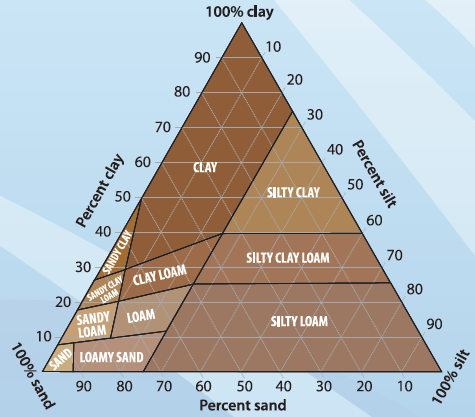 100% clay
90
10
80
20
70
30
60
CLAY
40
Percent clay
Percent silt
50
SILTY CLAY
50
40
SANDY CLAY
60
30
SILTY CLAY LOAM
70
CLAY LOAM
SANDY CLAY
LOAM
20
80
SANDY
LOAM
LOAM
SILTY LOAM
10
90
SAND
LOAMY SAND
100% sand
100% silt
90
80
70
60
50
40
30
20
10
Percent sand